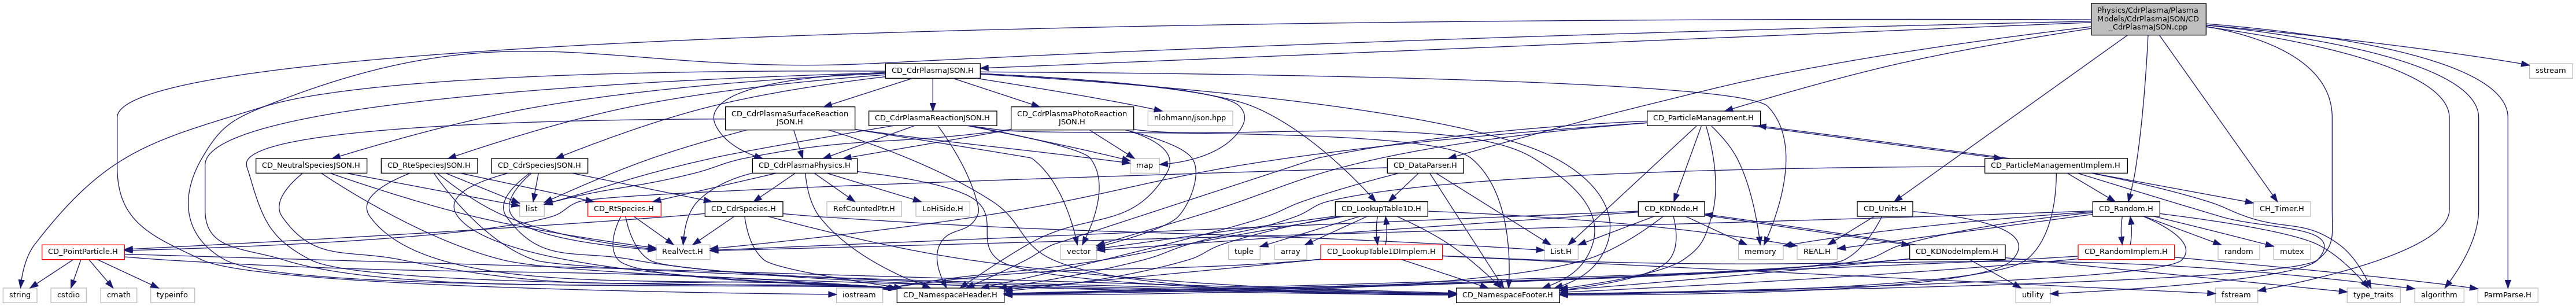 Physics/CdrPlasma/Plasma
Models/CdrPlasmaJSON/CD
_CdrPlasmaJSON.cpp
CD_CdrPlasmaJSON.H
sstream
CD_CdrPlasmaSurfaceReaction
JSON.H
CD_CdrPlasmaReactionJSON.H
CD_CdrPlasmaPhotoReaction
JSON.H
nlohmann/json.hpp
CD_ParticleManagement.H
CD_NeutralSpeciesJSON.H
CD_RteSpeciesJSON.H
CD_CdrSpeciesJSON.H
CD_CdrPlasmaPhysics.H
map
CD_DataParser.H
CD_ParticleManagementImplem.H
list
CD_RtSpecies.H
CD_CdrSpecies.H
RefCountedPtr.H
LoHiSide.H
CD_LookupTable1D.H
CD_KDNode.H
CD_Units.H
CD_Random.H
CH_Timer.H
CD_PointParticle.H
RealVect.H
vector
tuple
array
CD_LookupTable1DImplem.H
List.H
memory
REAL.H
CD_KDNodeImplem.H
CD_RandomImplem.H
random
mutex
string
cstdio
cmath
typeinfo
iostream
CD_NamespaceHeader.H
CD_NamespaceFooter.H
utility
fstream
type_traits
algorithm
ParmParse.H